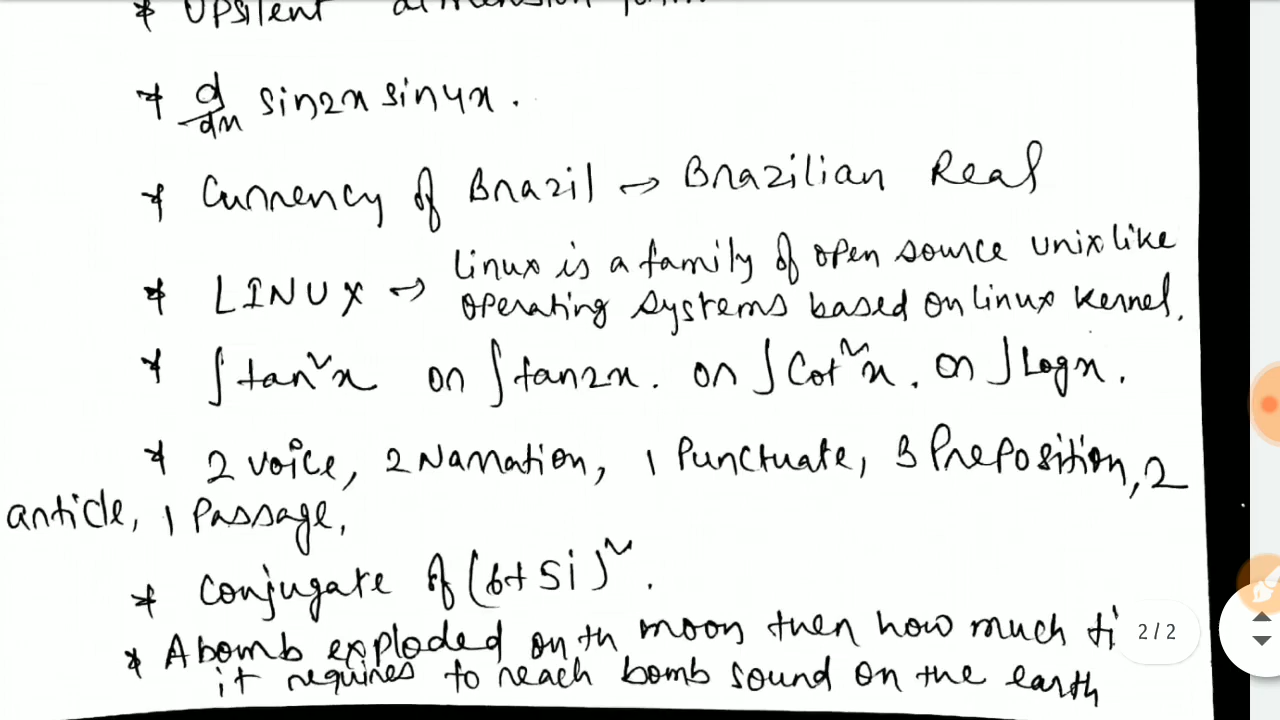 * Upsilent dimension
* d/dx sin2x sin4x.
* Currency of Brazil → Brazilian Real
* LINUX → Linux is a family of open source unix like
operating systems based on Linux kernel.
* ∫tan²x or ∫tan2x. or ∫Cot²x. or ∫Logx.
* 2 voice, 2 Narration, 1 Punctuate, 3 Preposition, 2
article, 1 Passage,
* Conjugate of (6+5i)².
* A bomb exploded on th moon then how much ti
it requires to reach bomb sound on the earth
2/2